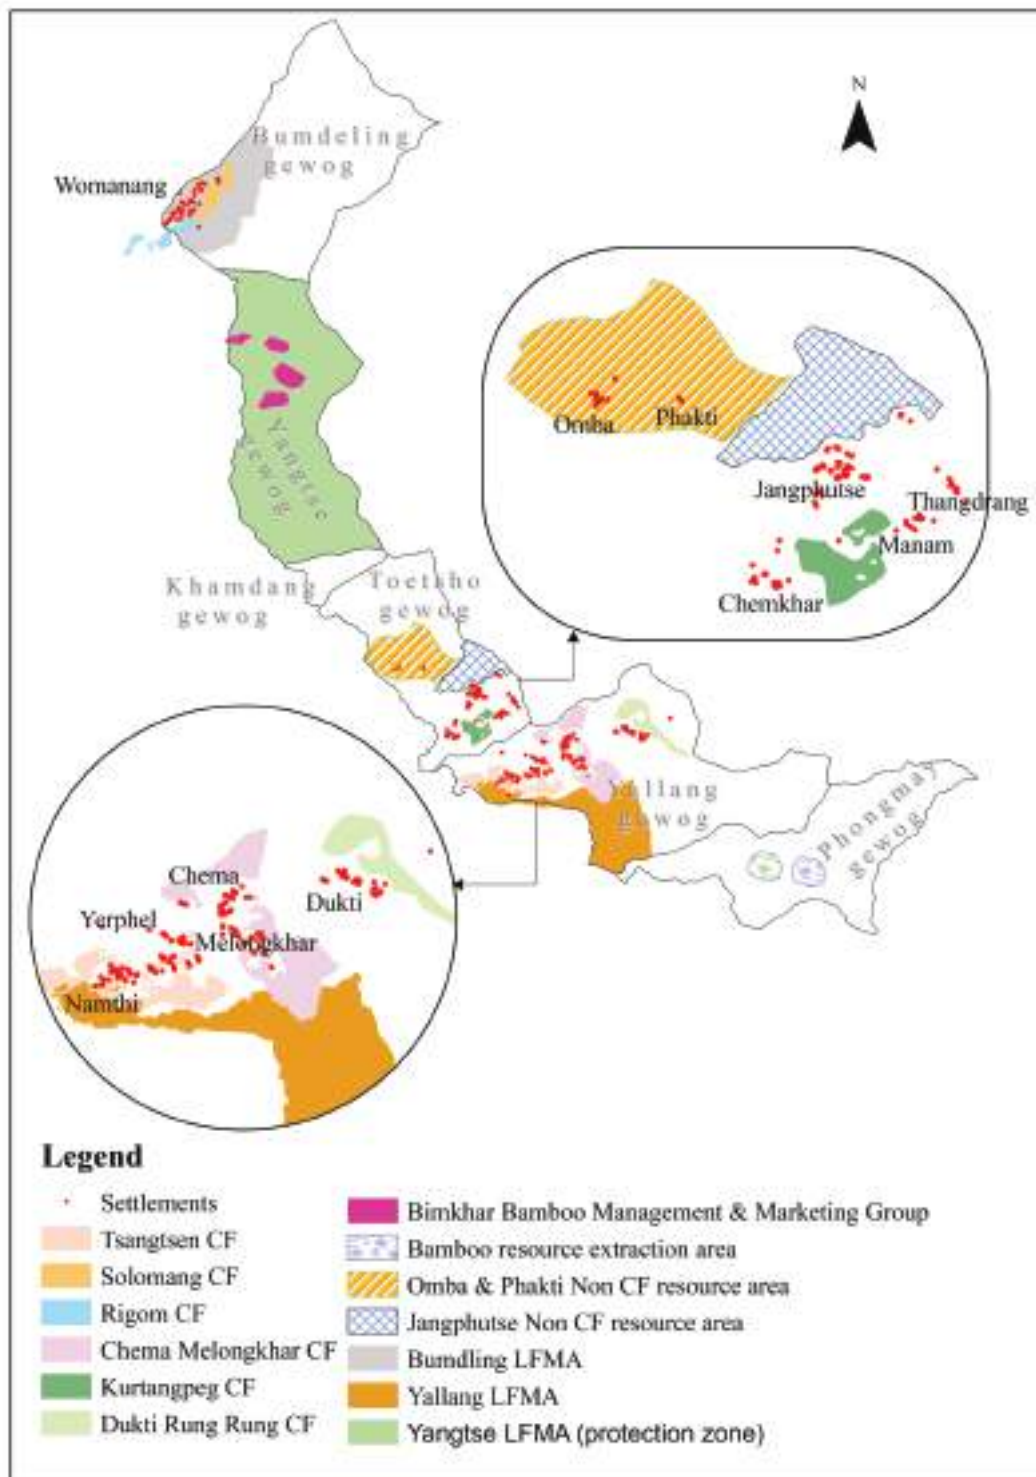 N
Bumdeling
gewog
Womanang
Omba
Phakti
Jangphutse
Thangdrang
Manam
Chemkhar
Yangtse
gewog
Khamdang
gewog
Toetsho
gewog
Yallang
gewog
Phongmay
gewog
Chema
Dukti
Yerphel
Melongkhar
Namthi
Legend
Settlements
Tsangtsen CF
Solomang CF
Rigom CF
Chema Melongkhar CF
Kurtangpeg CF
Dukti Rung Rung CF
Bimkhar Bamboo Management & Marketing Group
Bamboo resource extraction area
Omba & Phakti Non CF resource area
Jangphutse Non CF resource area
Bumdling LFMA
Yallang LFMA
Yangtse LFMA (protection zone)